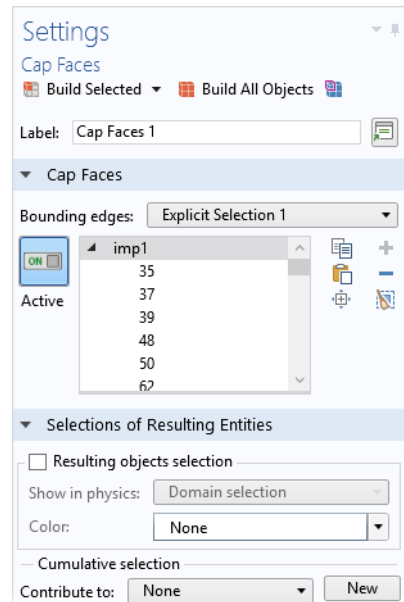 Settings
Cap Faces
Build Selected Build All Objects
Label: Cap Faces 1
Cap Faces
Bounding edges: Explicit Selection 1
imp1
ON 35
Active 37
39
48
50
62
Selections of Resulting Entities
Resulting objects selection
Show in physics: Domain selection
Color: None
Cumulative selection
Contribute to: None New